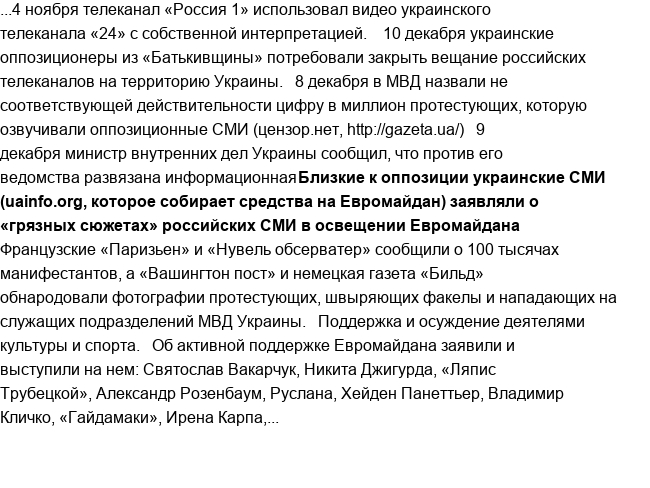 ...4 ноября телеканал «Россия 1» использовал видео украинского
телеканала «24» с собственной интерпретацией.    10 декабря украинские
оппозиционеры из «Батькивщины» потребовали закрыть вещание российских
телеканалов на территорию Украины.   8 декабря в МВД назвали не
соответствующей действительности цифру в миллион протестующих, которую
озвучивали оппозиционные СМИ (цензор.нет, http://gazeta.ua/)   9
декабря министр внутренних дел Украины сообщил, что против его
ведомства развязана информационнаяБлизкие к оппозиции украинские СМИ
(uainfo.org, которое собирает средства на Евромайдан) заявляли о
«грязных сюжетах» российских СМИ в освещении Евромайдана
Французские «Паризьен» и «Нувель обсерватер» сообщили о 100 тысячах
манифестантов, а «Вашингтон пост» и немецкая газета «Бильд»
обнародовали фотографии протестующих, швыряющих факелы и нападающих на
служащих подразделений МВД Украины.   Поддержка и осуждение деятелями
культуры и спорта.   Об активной поддержке Евромайдана заявили и
выступили на нем: Святослав Вакарчук, Никита Джигурда, «Ляпис
Трубецкой», Александр Розенбаум, Руслана, Хейден Панеттьер, Владимир
Кличко, «Гайдамаки», Ирена Карпа,...